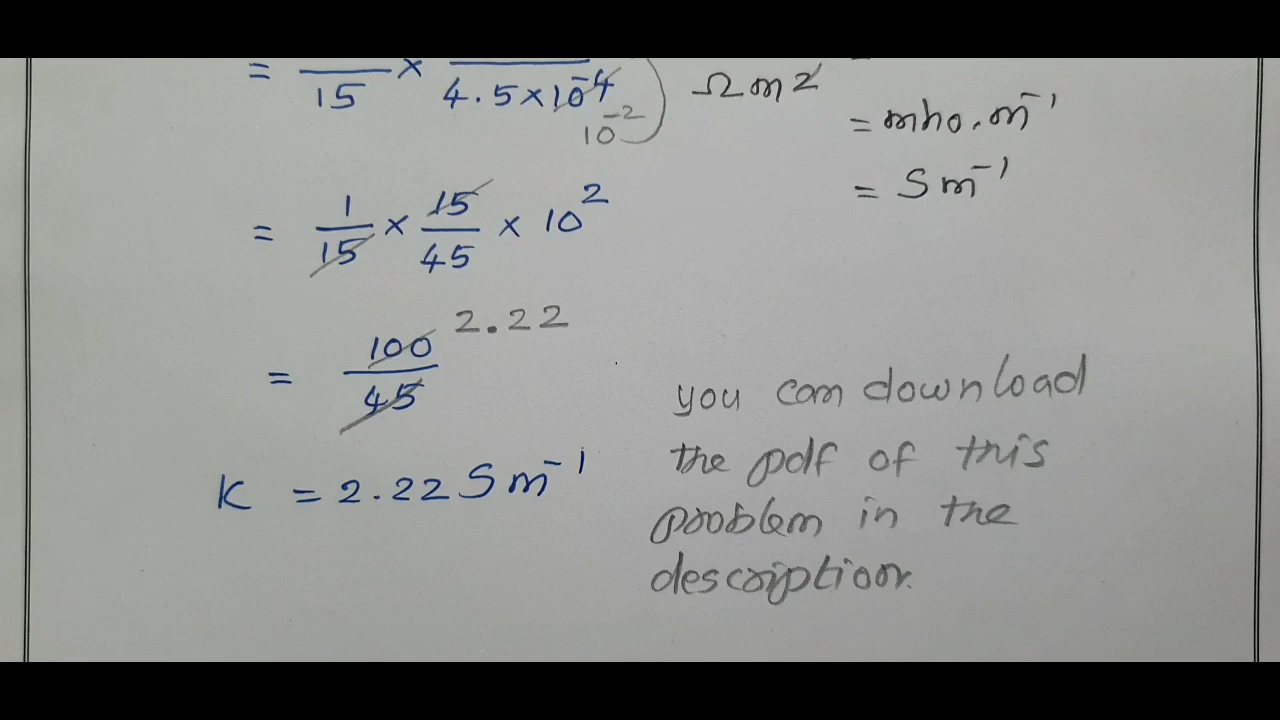 = —— × ——
15 4.5×10⁻⁴ Ωm2
10⁻²
= mho.m⁻¹
= Sm⁻¹
= 1/15 × 15/45 × 10²
= 100/45 2.22
K = 2.22 Sm⁻¹
you can download
the pdf of this
problem in the
description.